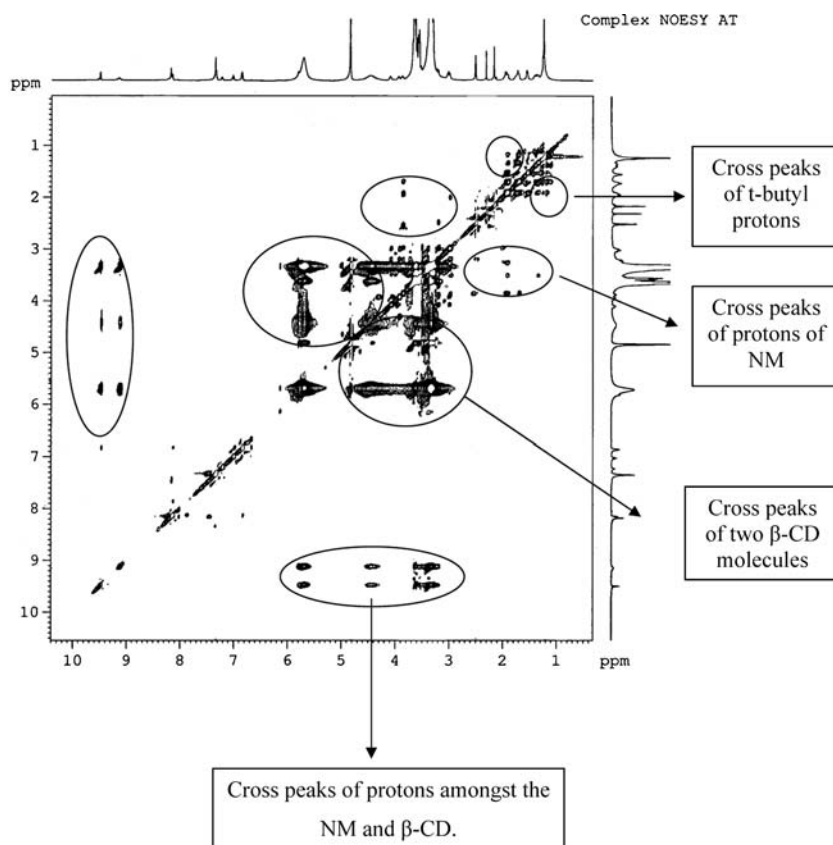 Complex NOESY AT
ppm
1
2
3
4
5
6
7
8
9
10
10 9 8 7 6 5 4 3 2 1 ppm
Cross peaks
of t-butyl
protons
Cross peaks
of protons of
NM
Cross peaks
of two β-CD
molecules
Cross peaks of protons amongst the
NM and β-CD.